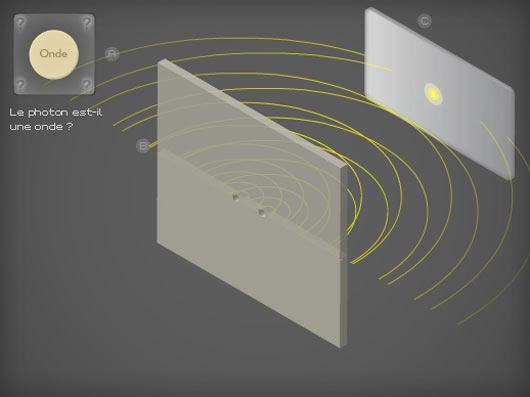 Onde
? ? ? ?
Le photon est-il
une onde ?
A
B
C